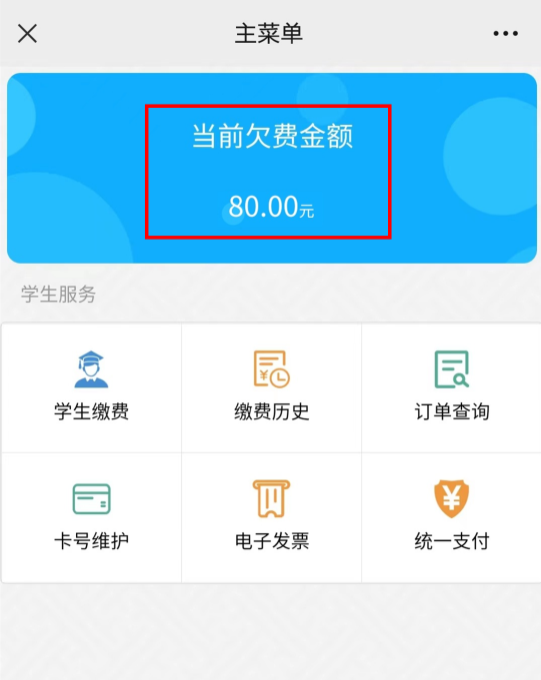 主菜单
当前欠费金额
80.00元
学生服务
学生缴费
缴费历史
订单查询
卡号维护
电子发票
统一支付